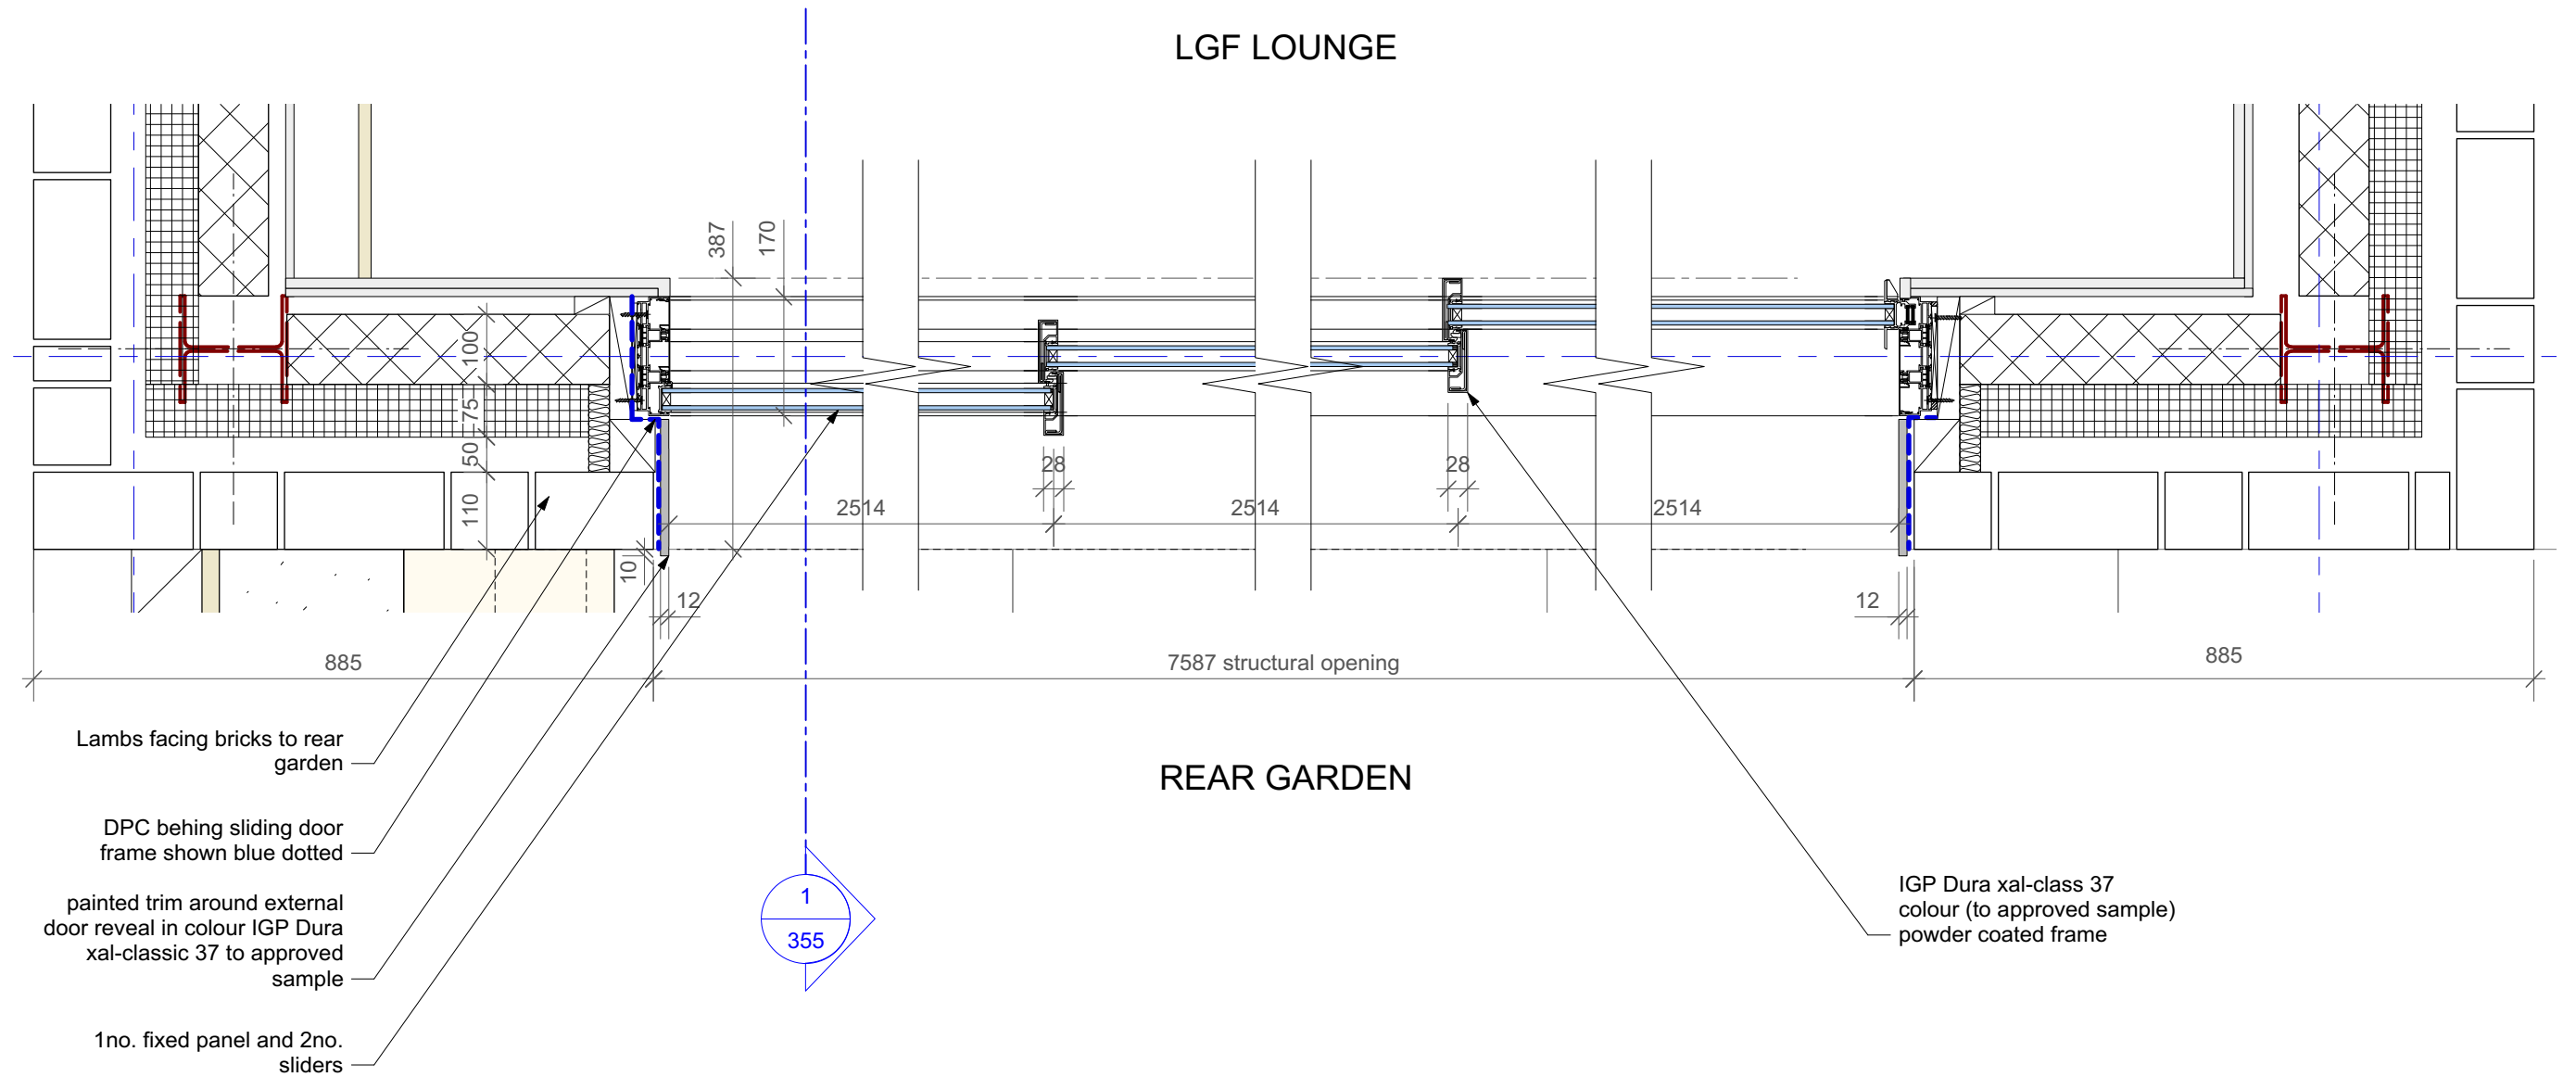 LGF LOUNGE
387
170
100
75
50
110
10
28
28
2514
2514
2514
12
12
885
7587 structural opening
885
Lambs facing bricks to rear
garden
REAR GARDEN
DPC behing sliding door
frame shown blue dotted
painted trim around external
door reveal in colour IGP Dura
xal-classic 37 to approved
sample
1
355
IGP Dura xal-class 37
colour (to approved sample)
powder coated frame
1no. fixed panel and 2no.
sliders